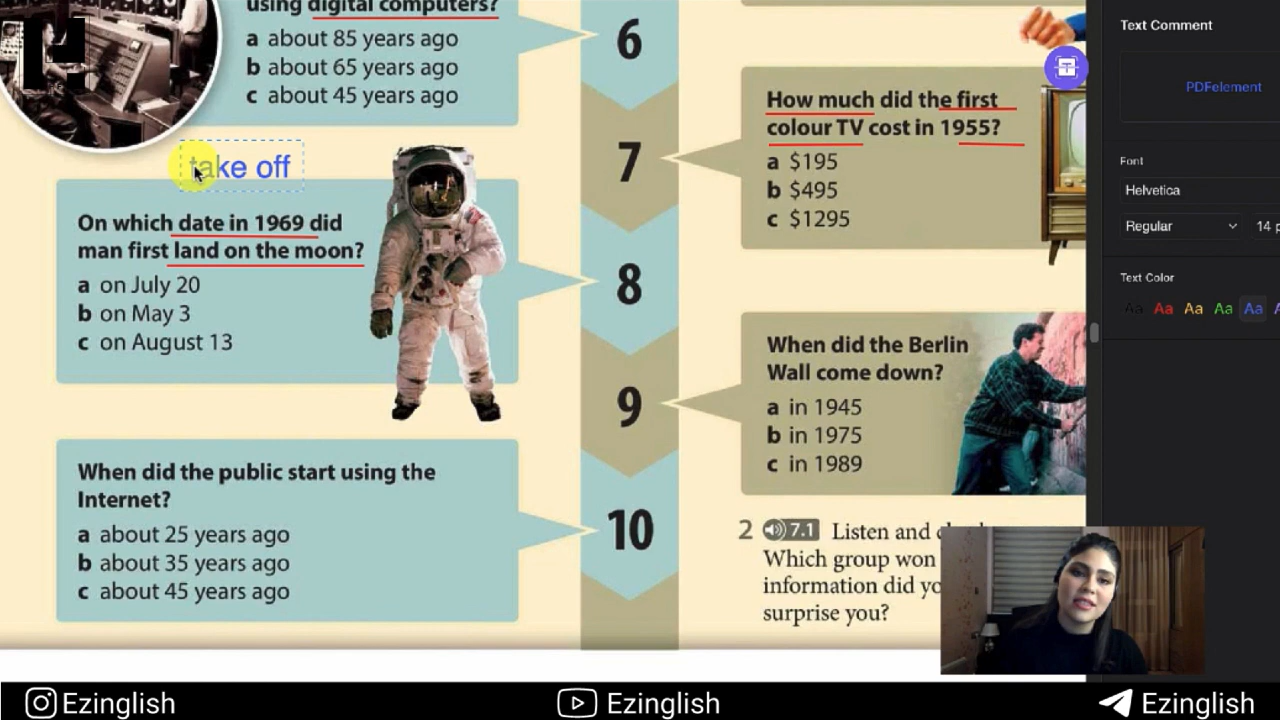 using digital computers?
a about 85 years ago
b about 65 years ago
c about 45 years ago
take off
On which date in 1969 did
man first land on the moon?
a on July 20
b on May 3
c on August 13
When did the public start using the
Internet?
a about 25 years ago
b about 35 years ago
c about 45 years ago
6
7
8
9
10
How much did the first
colour TV cost in 1955?
a $195
b $495
c $1295
When did the Berlin
Wall come down?
a in 1945
b in 1975
c in 1989
2 7.1 Listen and
Which group won
information did
surprise you?
Text Comment
PDFelement
Font
Helvetica
Regular
14
Text Color
Aa Aa Aa Aa Aa
Ezinglish
Ezinglish
Ezinglish